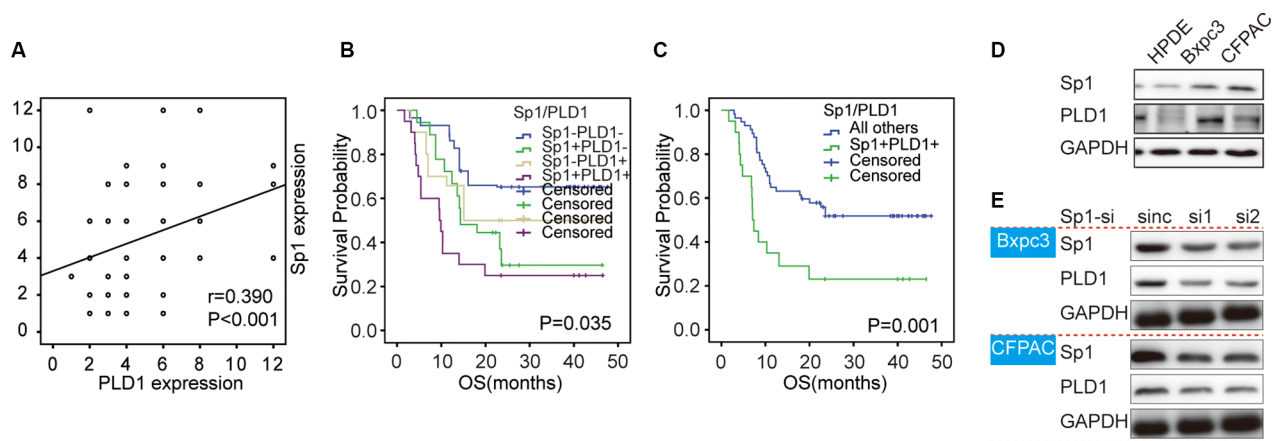 A
12
10
8
6
4
2
0
Sp1 expression
r=0.390
P<0.001
0 2 4 6 8 10 12
PLD1 expression
B
Survival Probability
1.0
0.8
0.6
0.4
0.2
0.0
Sp1/PLD1
Sp1-PLD1-
Sp1+PLD1-
Sp1-PLD1+
Sp1+PLD1+
Censored
Censored
Censored
Censored
P=0.035
0 10 20 30 40 50
OS(months)
C
Survival Probability
1.0
0.8
0.6
0.4
0.2
0.0
Sp1/PLD1
All others
Sp1+PLD1+
Censored
Censored
P=0.001
0 10 20 30 40 50
OS(months)
D
HPDE Bxpc3 CFPAC
Sp1
PLD1
GAPDH
E
Sp1-si sinc si1 si2
Bxpc3
Sp1
PLD1
GAPDH
CFPAC
Sp1
PLD1
GAPDH